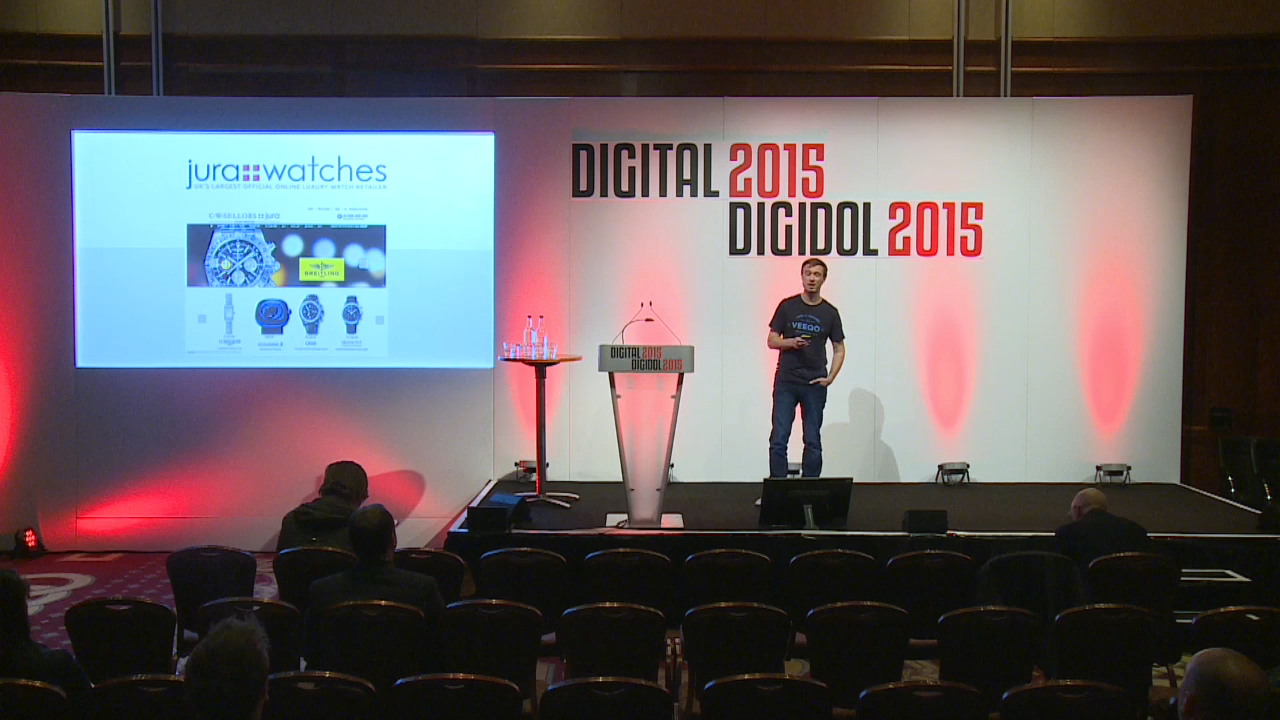 jura watches
UK'S LARGEST OFFICIAL ONLINE LUXURY WATCH RETAILER
jura
BREITLING
DIGITAL 2015
DIGIDOL 2015
VEEQO
DIGITAL 2015
DIGIDOL 2015